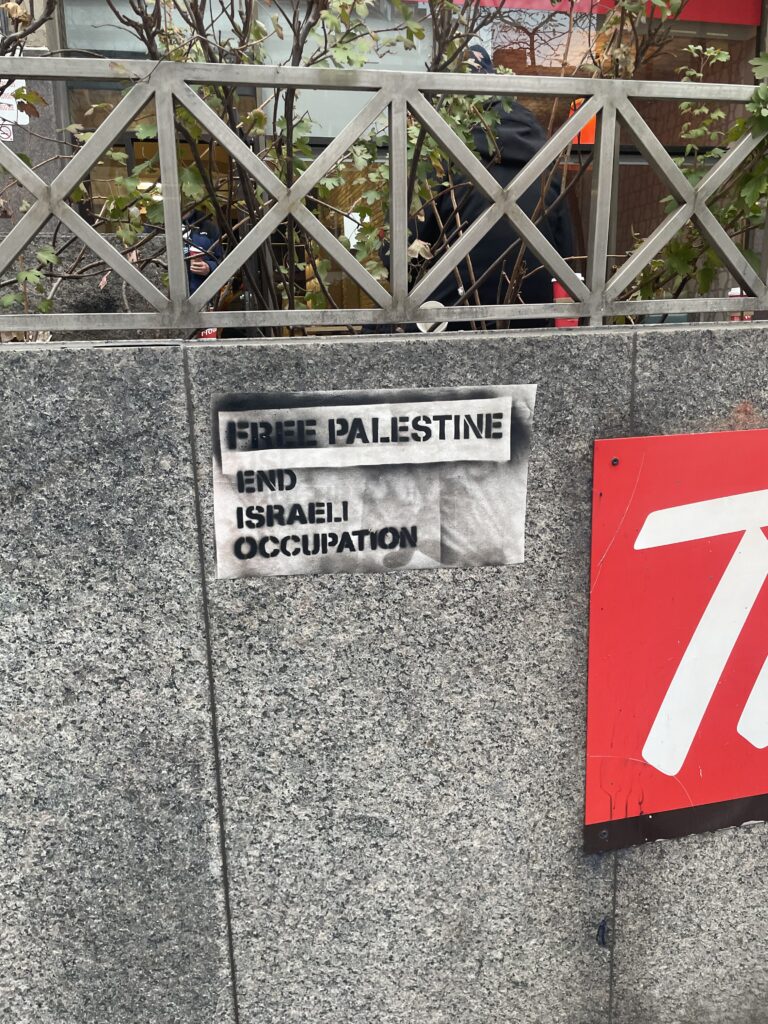 FREE PALESTINE
END
ISRAELI
OCCUPATION